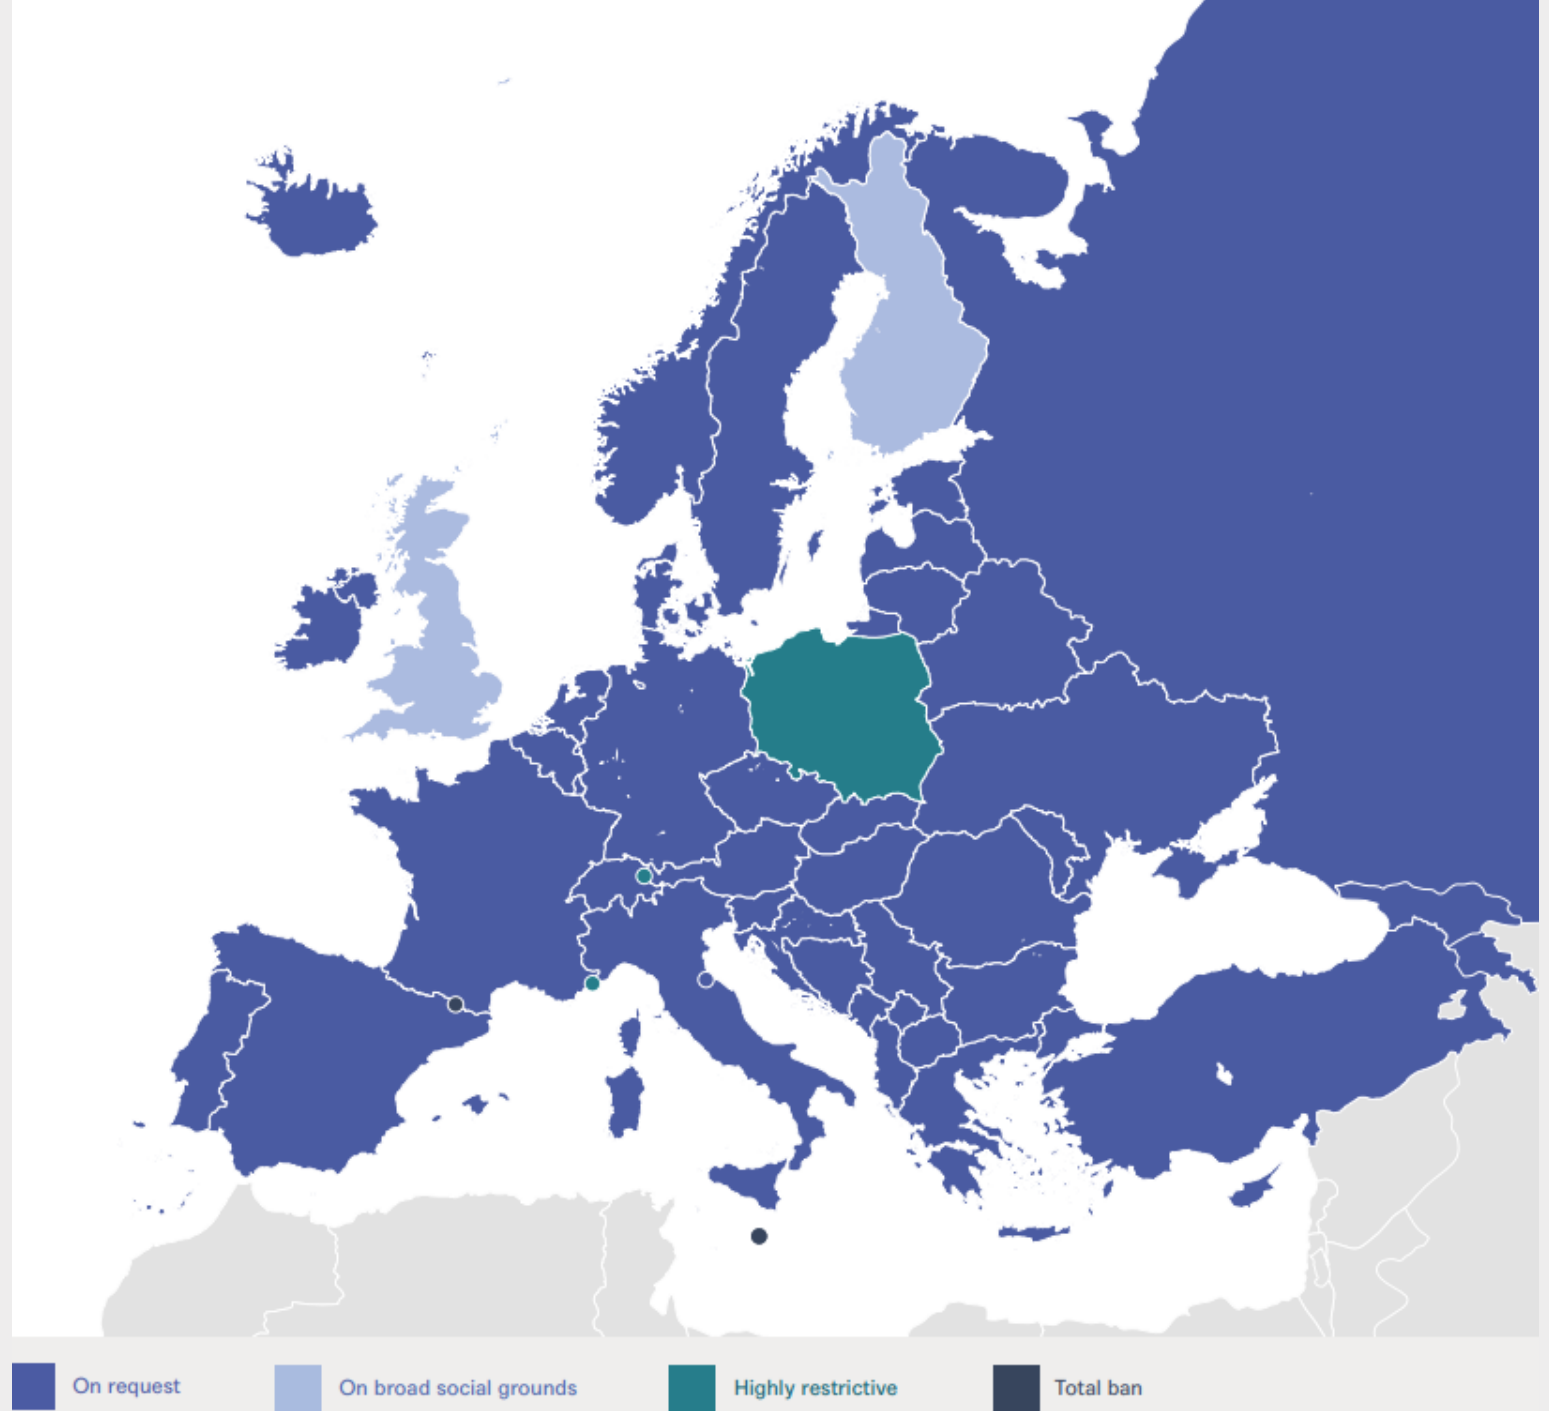 On request
On broad social grounds
Highly restrictive
Total ban